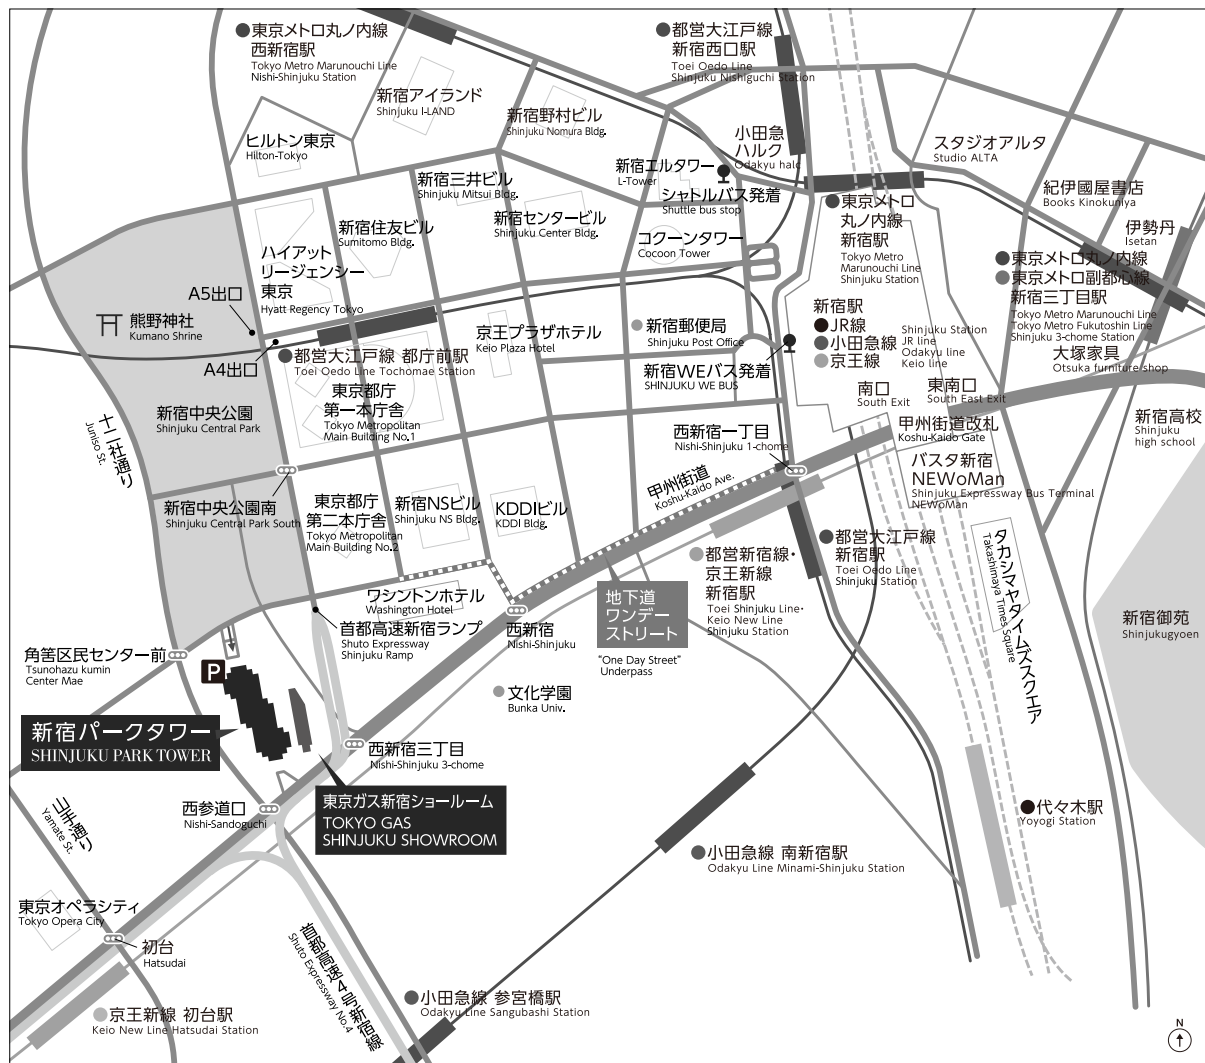 東京メトロ丸ノ内線
西新宿駅
Tokyo Metro Marunouchi Line
Nishi-Shinjuku Station
都営大江戸線
新宿西口駅
Toei Oedo Line
Shinjuku Nishiguchi Station
新宿アイランド
Shinjuku I-LAND
新宿野村ビル
Shinjuku Nomura Bldg.
ヒルトン東京
Hilton-Tokyo
小田急
ハルク
Odakyu halc
スタジオアルタ
Studio ALTA
新宿エルタワー
L-Tower
新宿三井ビル
Shinjuku Mitsui Bldg.
シャトルバス発着
Shuttle bus stop
紀伊國屋書店
Books Kinokuniya
新宿住友ビル
Sumitomo Bldg.
新宿センタービル
Shinjuku Center Bldg.
コクーンタワー
Cocoon Tower
東京メトロ
丸ノ内線
新宿駅
Tokyo Metro
Marunouchi Line
Shinjuku Station
伊勢丹
Isetan
ハイアット
リージェンシー
東京
Hyatt Regency Tokyo
東京メトロ丸ノ内線
東京メトロ副都心線
新宿三丁目駅
Tokyo Metro Marunouchi Line
Tokyo Metro Fukutoshin Line
Shinjuku 3-chome Station
A5出口
熊野神社
Kumano Shrine
A4出口
新宿駅
JR線
小田急線
京王線
Shinjuku Station
JR line
Odakyu line
Keio line
京王プラザホテル
Keio Plaza Hotel
新宿郵便局
Shinjuku Post Office
都営大江戸線 都庁前駅
Toei Oedo Line Tochomae Station
新宿WEバス発着
SHINJUKU WE BUS
大塚家具
Otsuka furniture shop
東京都庁
第一本庁舎
Tokyo Metropolitan
Main Building No.1
南口
South Exit
東南口
South East Exit
新宿中央公園
Shinjuku Central Park
十二社通り
Juniso St.
西新宿一丁目
Nishi-Shinjuku 1-chome
甲州街道改札
Koshu-Kaido Gate
新宿高校
Shinjuku
high school
バスタ新宿
NEWoMan
Shinjuku Expressway Bus Terminal
NEWoMan
甲州街道
Koshu-Kaido Ave.
新宿中央公園南
Shinjuku Central Park South
東京都庁
第二本庁舎
Tokyo Metropolitan
Main Building No.2
新宿NSビル
Shinjuku NS Bldg.
KDDIビル
KDDI Bldg.
都営大江戸線
新宿駅
Toei Oedo Line
Shinjuku Station
都営新宿線・
京王新線
新宿駅
Toei Shinjuku Line・
Keio New Line
Shinjuku Station
タカシマヤタイムズスクエア
Takashimaya Times Square
地下道
ワンデー
ストリート
"One Day Street"
Underpass
ワシントンホテル
Washington Hotel
首都高速新宿ランプ
Shuto Expressway
Shinjuku Ramp
西新宿
Nishi-Shinjuku
新宿御苑
Shinjukugyoen
角筈区民センター前
Tsunohazu kumin
Center Mae
P
文化学園
Bunka Univ.
新宿パークタワー
SHINJUKU PARK TOWER
西新宿三丁目
Nishi-Shinjuku 3-chome
東京ガス新宿ショールーム
TOKYO GAS
SHINJUKU SHOWROOM
西参道口
Nishi-Sandoguchi
山手通り
Yamate St.
代々木駅
Yoyogi Station
小田急線 南新宿駅
Odakyu Line Minami-Shinjuku Station
東京オペラシティ
Tokyo Opera City
初台
Hatsudai
首都高速4号新宿線
Shuto Expressway No.4
小田急線 参宮橋駅
Odakyu Line Sangubashi Station
京王新線 初台駅
Keio New Line Hatsudai Station
N